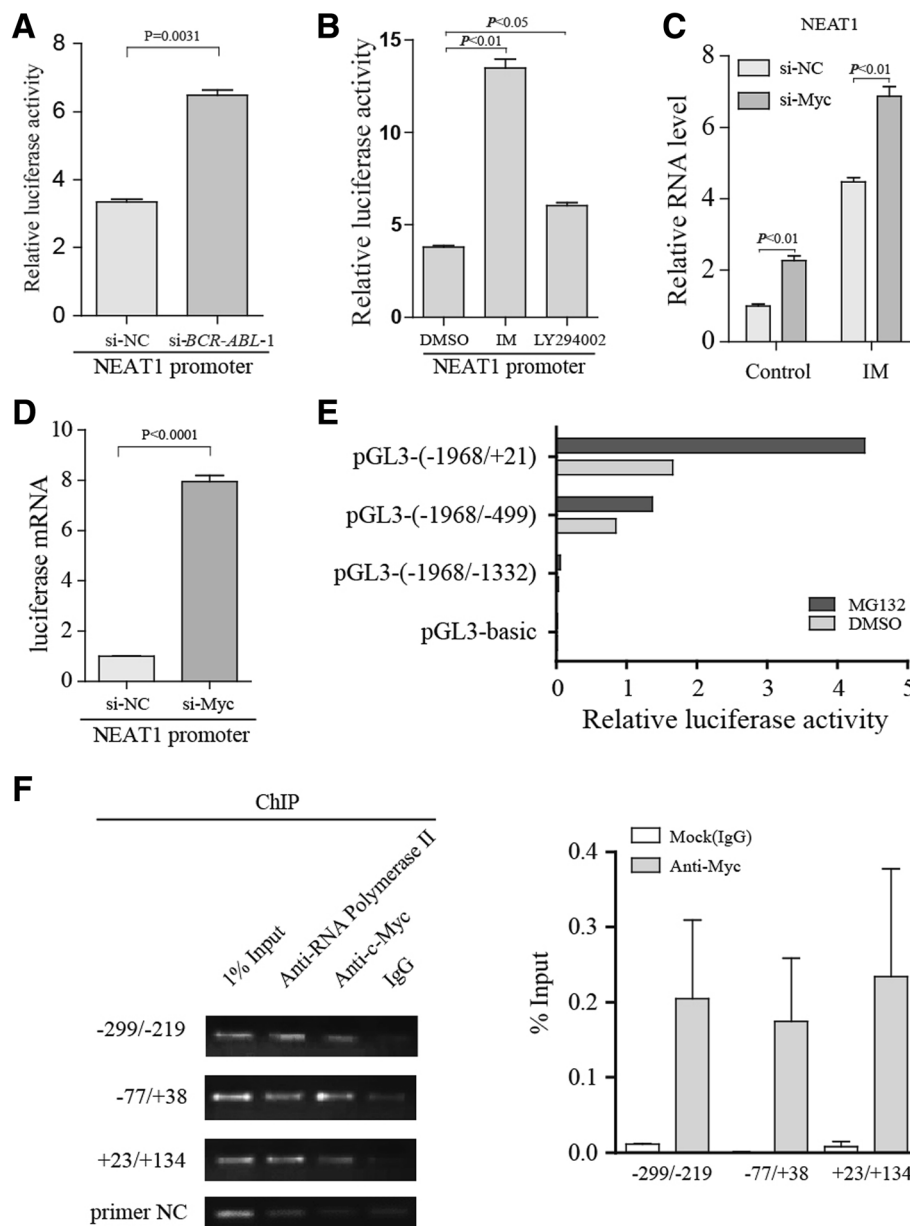 A
Relative luciferase activity
8
6
4
2
0
P=0.0031
si-NC
si-BCR-ABL-1
NEAT1 promoter
B
Relative luciferase activity
15
10
5
0
P<0.05
P<0.01
DMSO
IM
LY294002
NEAT1 promoter
C
NEAT1
si-NC
si-Myc
Relative RNA level
8
6
4
2
0
P<0.01
P<0.01
Control
IM
D
luciferase mRNA
10
8
6
4
2
0
P<0.0001
si-NC
si-Myc
NEAT1 promoter
E
pGL3-(-1968/+21)
pGL3-(-1968/-499)
pGL3-(-1968/-1332)
pGL3-basic
MG132
DMSO
0 1 2 3 4 5
Relative luciferase activity
F
ChIP
1% Input
Anti-RNA Polymerase II
Anti-c-Myc
IgG
-299/-219
-77/+38
+23/+134
primer NC
Mock(IgG)
Anti-Myc
% Input
0.4
0.3
0.2
0.1
0.0
-299/-219
-77/+38
+23/+134